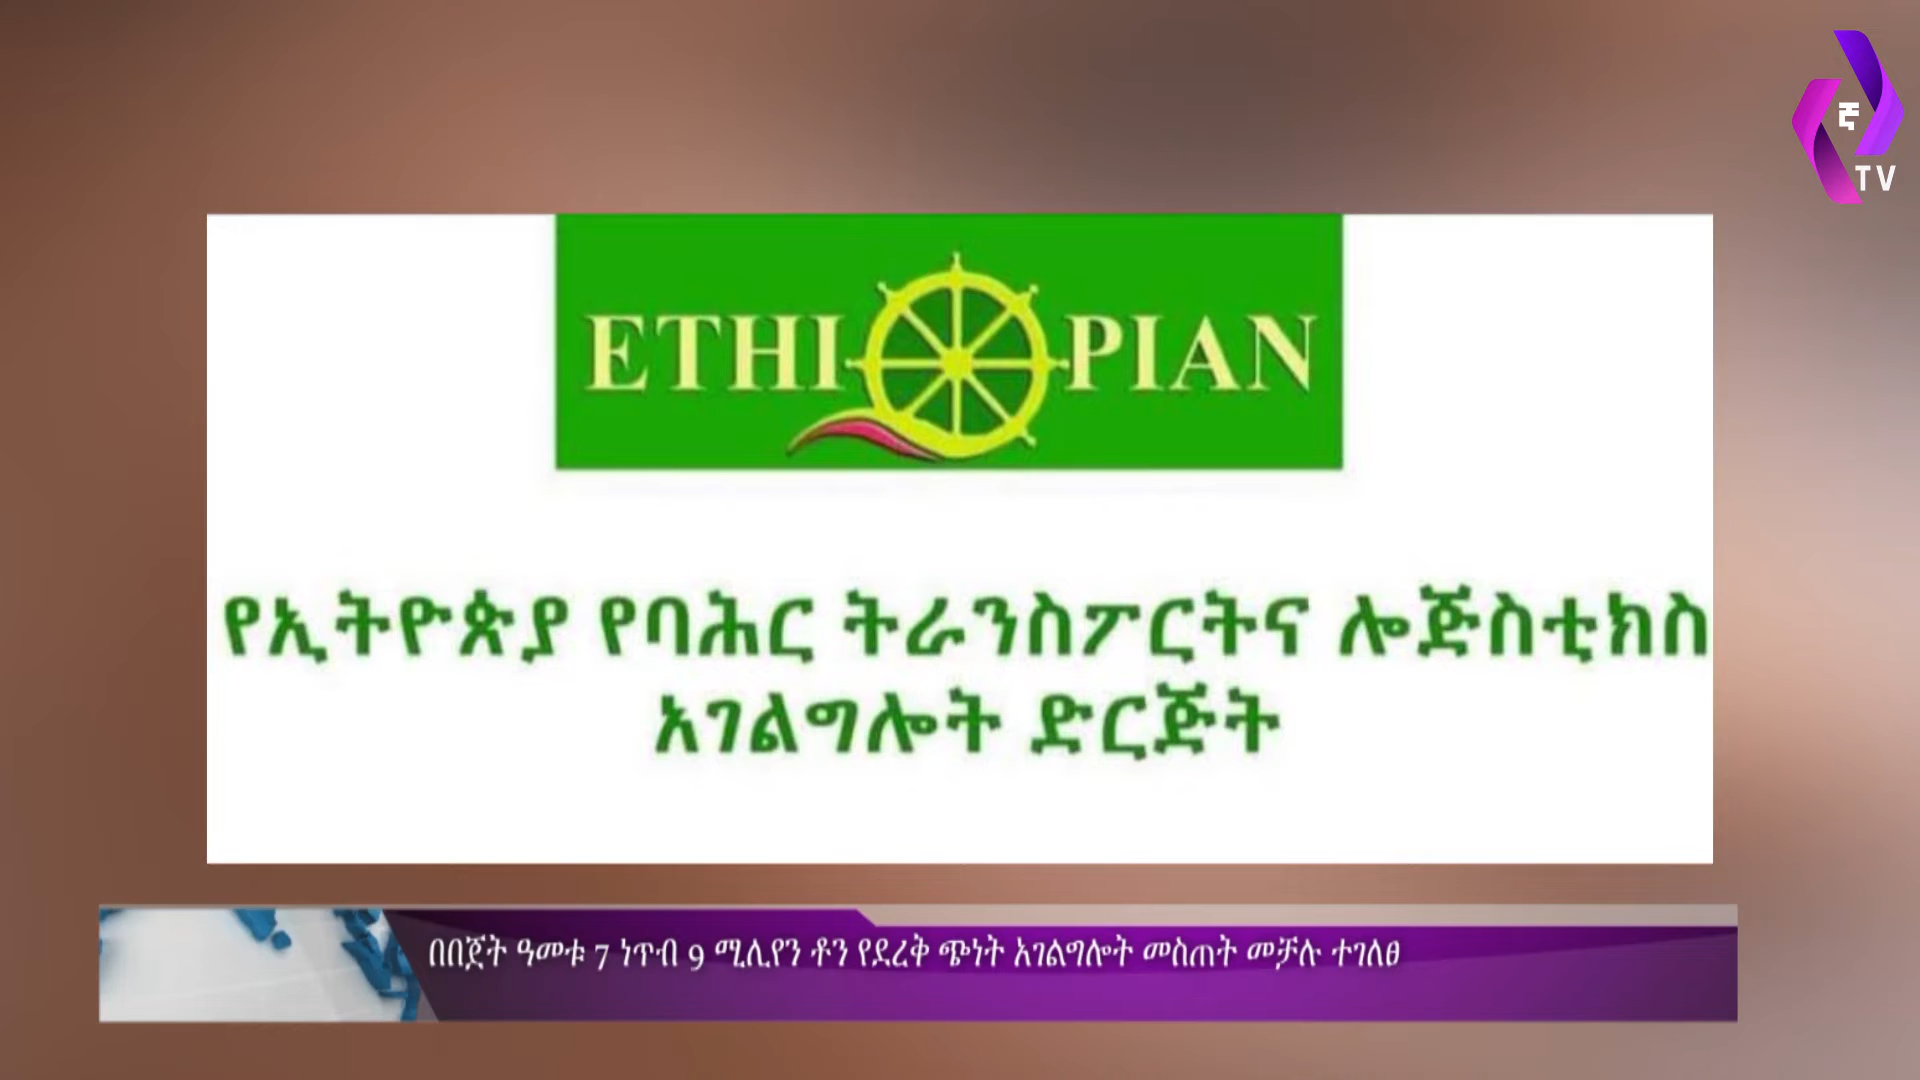 ኛ
TV
ETHIOPIAN
የኢትዮጵያ የባሕር ትራንስፖርትና ሎጅስቲክስ
አገልግሎት ድርጅት
በበጀት ዓመቱ 7 ነጥብ 9 ሚሊየን ቶን የደረቅ ጭነት አገልግሎት መስጠት መቻሉ ተገለፀ